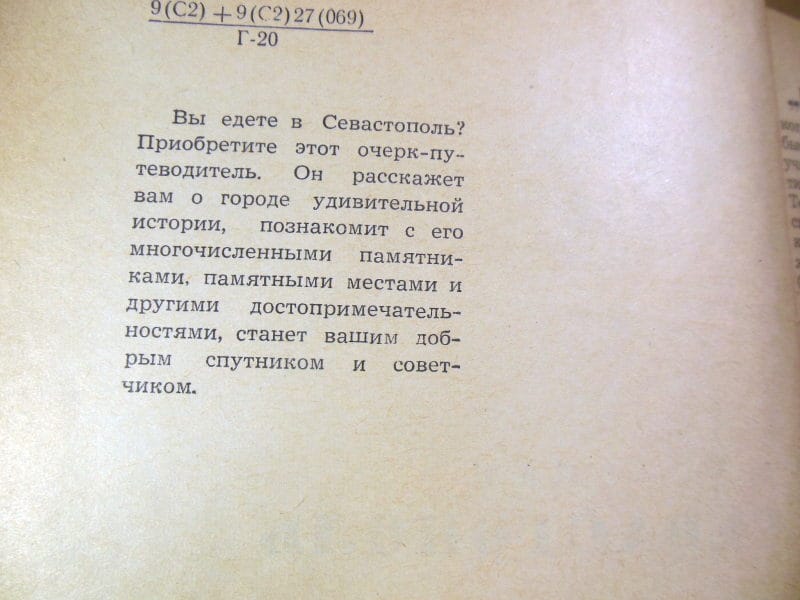 9(С2) + 9(С2)27(069)
Г-20
Вы едете в Севастополь?
Приобретите этот очерк-пу-
теводитель. Он расскажет
вам о городе удивительной
истории, познакомит с его
многочисленными памятни-
ками, памятными местами и
другими достопримечатель-
ностями, станет вашим доб-
рым спутником и совет-
чиком.